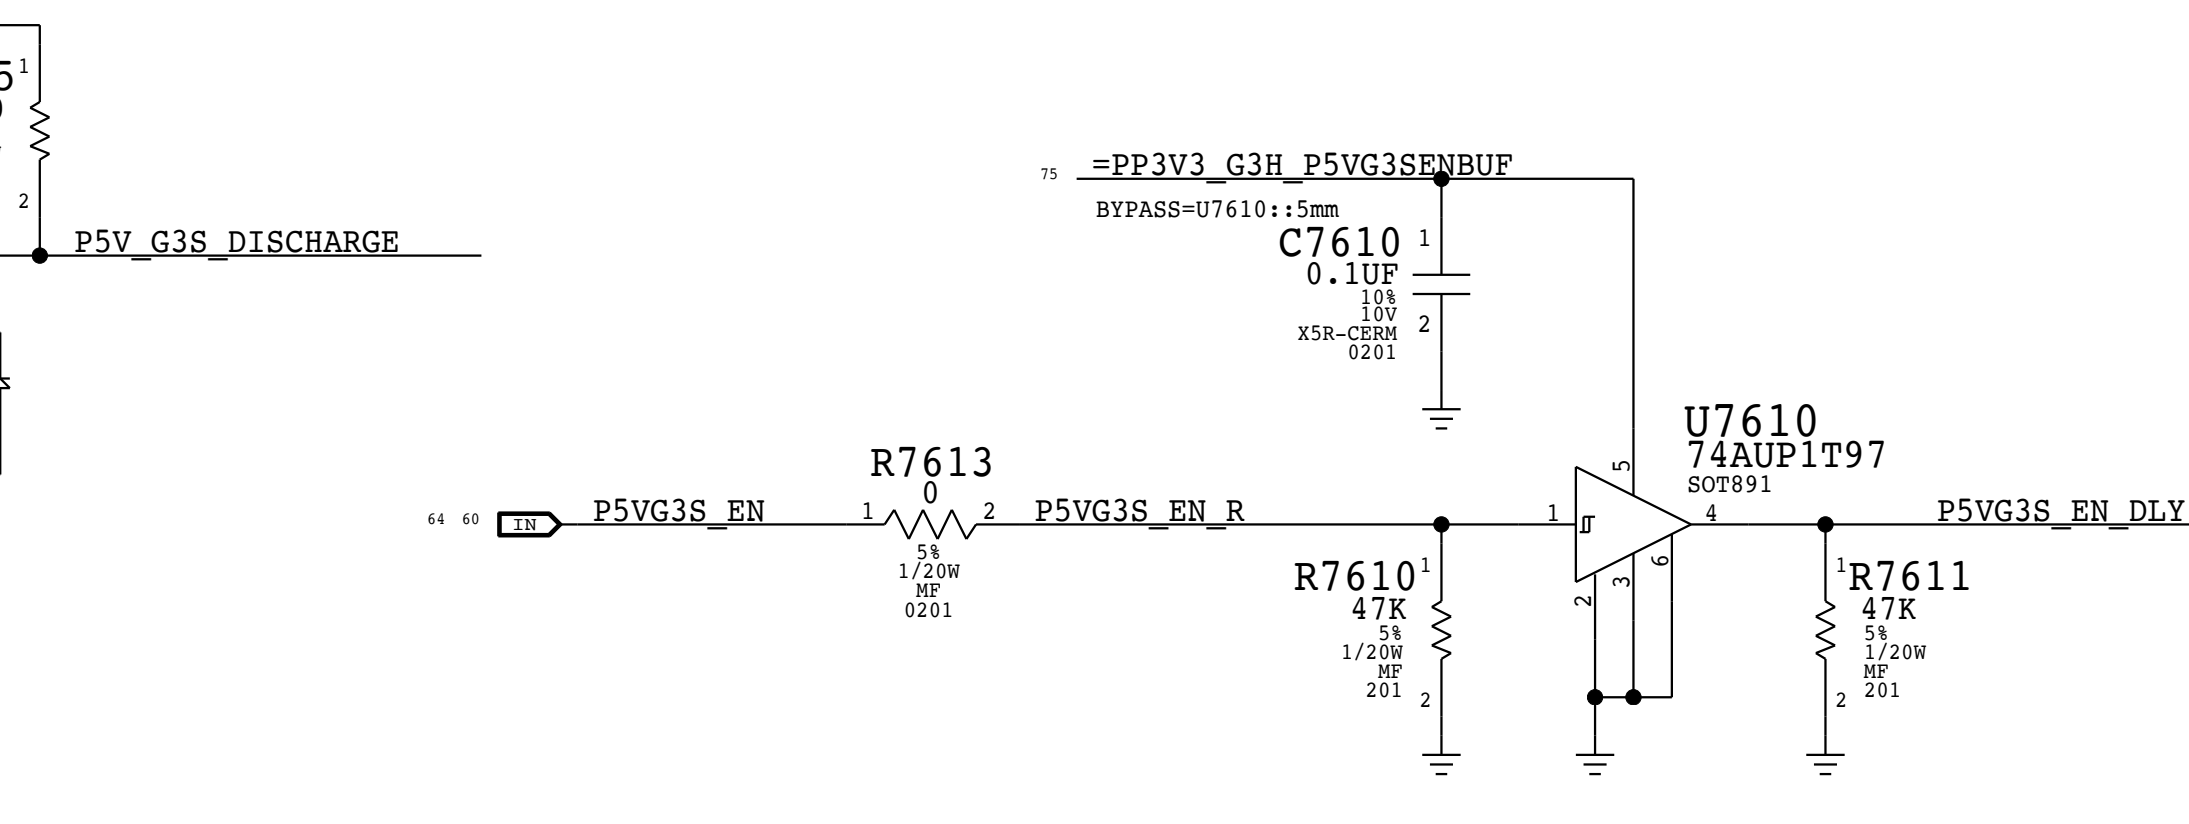 1
2
P5V_G3S_DISCHARGE
75
=PP3V3_G3H_P5VG3SENBUF
BYPASS=U7610::5mm
C7610
1
0.1UF
10%
10V
X5R-CERM
0201
2
U7610
74AUP1T97
SOT891
5
R7613
0
64 60
IN
P5VG3S_EN
1
2
5%
1/20W
MF
0201
P5VG3S_EN_R
1
4
P5VG3S_EN_DLY
2
3
6
R7610
1
47K
5%
1/20W
MF
201
2
1
R7611
47K
5%
1/20W
MF
201
2